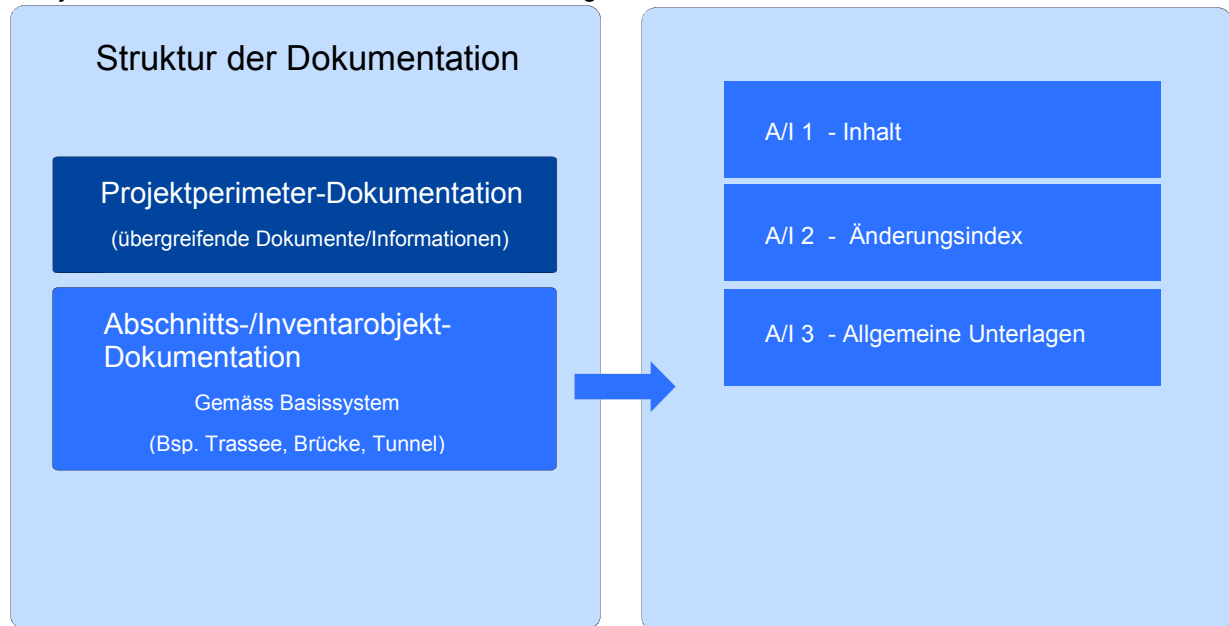 Struktur der Dokumentation
Projektperimeter-Dokumentation
(übergreifende Dokumente/Informationen)
Abschnitts-/Inventarobjekt-
Dokumentation
Gemäss Basissystem
(Bsp. Trassee, Brücke, Tunnel)
A/I 1 - Inhalt
A/I 2 - Änderungsindex
A/I 3 - Allgemeine Unterlagen